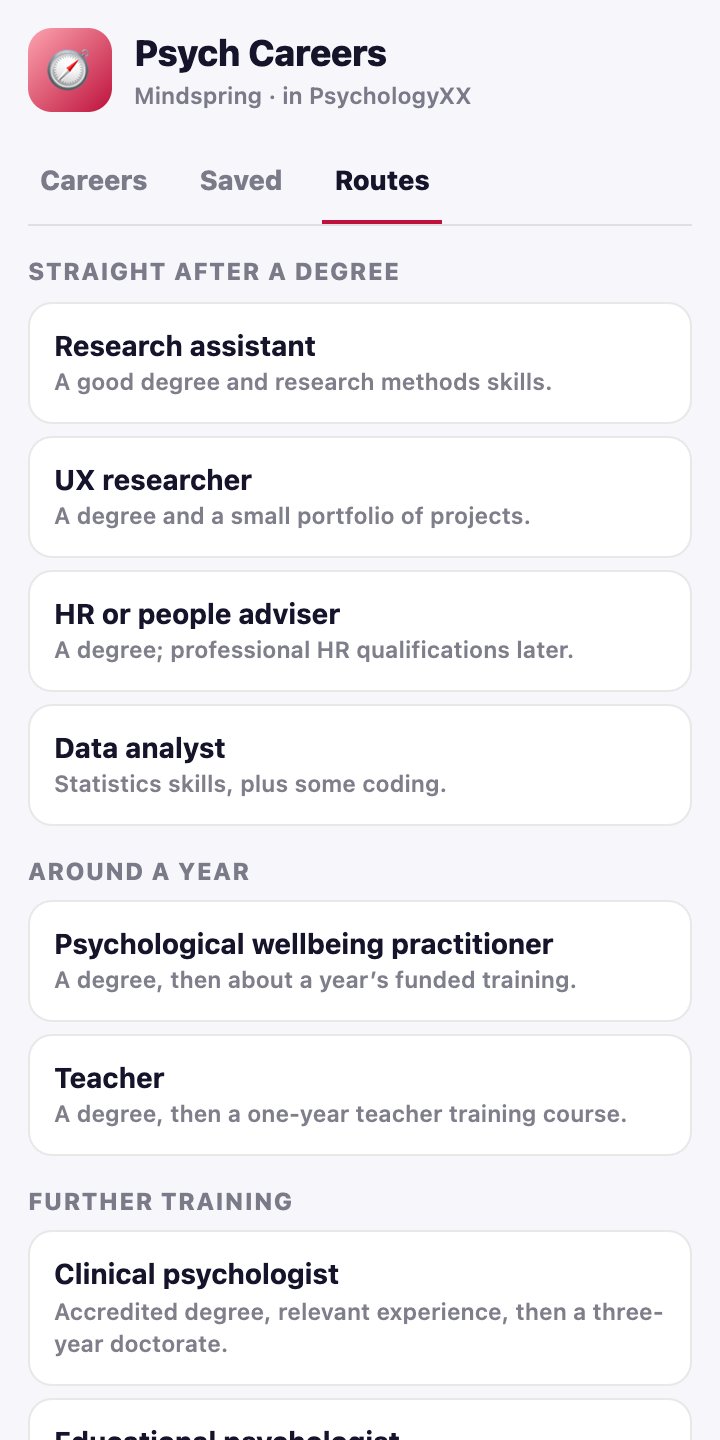 Psych Careers
Mindspring · in PsychologyXX
Careers Saved Routes
STRAIGHT AFTER A DEGREE
Research assistant
A good degree and research methods skills.
UX researcher
A degree and a small portfolio of projects.
HR or people adviser
A degree; professional HR qualifications later.
Data analyst
Statistics skills, plus some coding.
AROUND A YEAR
Psychological wellbeing practitioner
A degree, then about a year’s funded training.
Teacher
A degree, then a one-year teacher training course.
FURTHER TRAINING
Clinical psychologist
Accredited degree, relevant experience, then a three-
year doctorate.
Educational psychologist